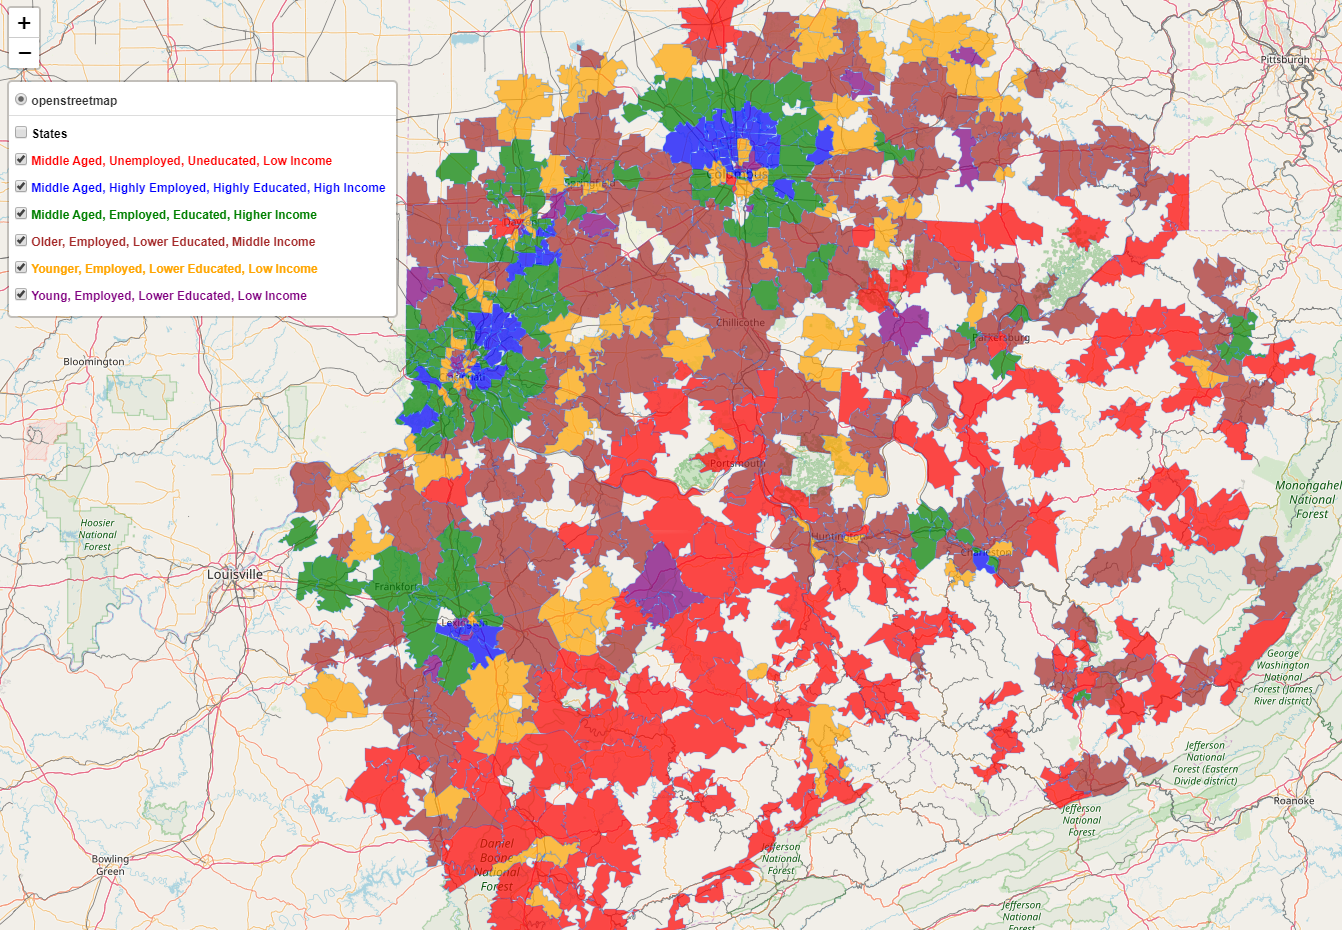 +
−
openstreetmap
States
Middle Aged, Unemployed, Uneducated, Low Income
Middle Aged, Highly Employed, Highly Educated, High Income
Middle Aged, Employed, Educated, Higher Income
Older, Employed, Lower Educated, Middle Income
Younger, Employed, Lower Educated, Low Income
Young, Employed, Lower Educated, Low Income
Pittsburgh
Columbus
Chillicothe
Parkersburg
Bloomington
Portsmouth
Monongahel
National
Forest
Hoosier
National
Forest
Huntington
Charleston
Louisville
Frankfort
Lexington
George
Washington
National
Forest (James
River district)
Jefferson
National
Forest (Eastern
Divide district)
Roanoke
Jefferson
National
Forest
Daniel
Boone
National
Forest
Jefferson
National
Forest
Bowling
Green
Jefferson
National
Forest